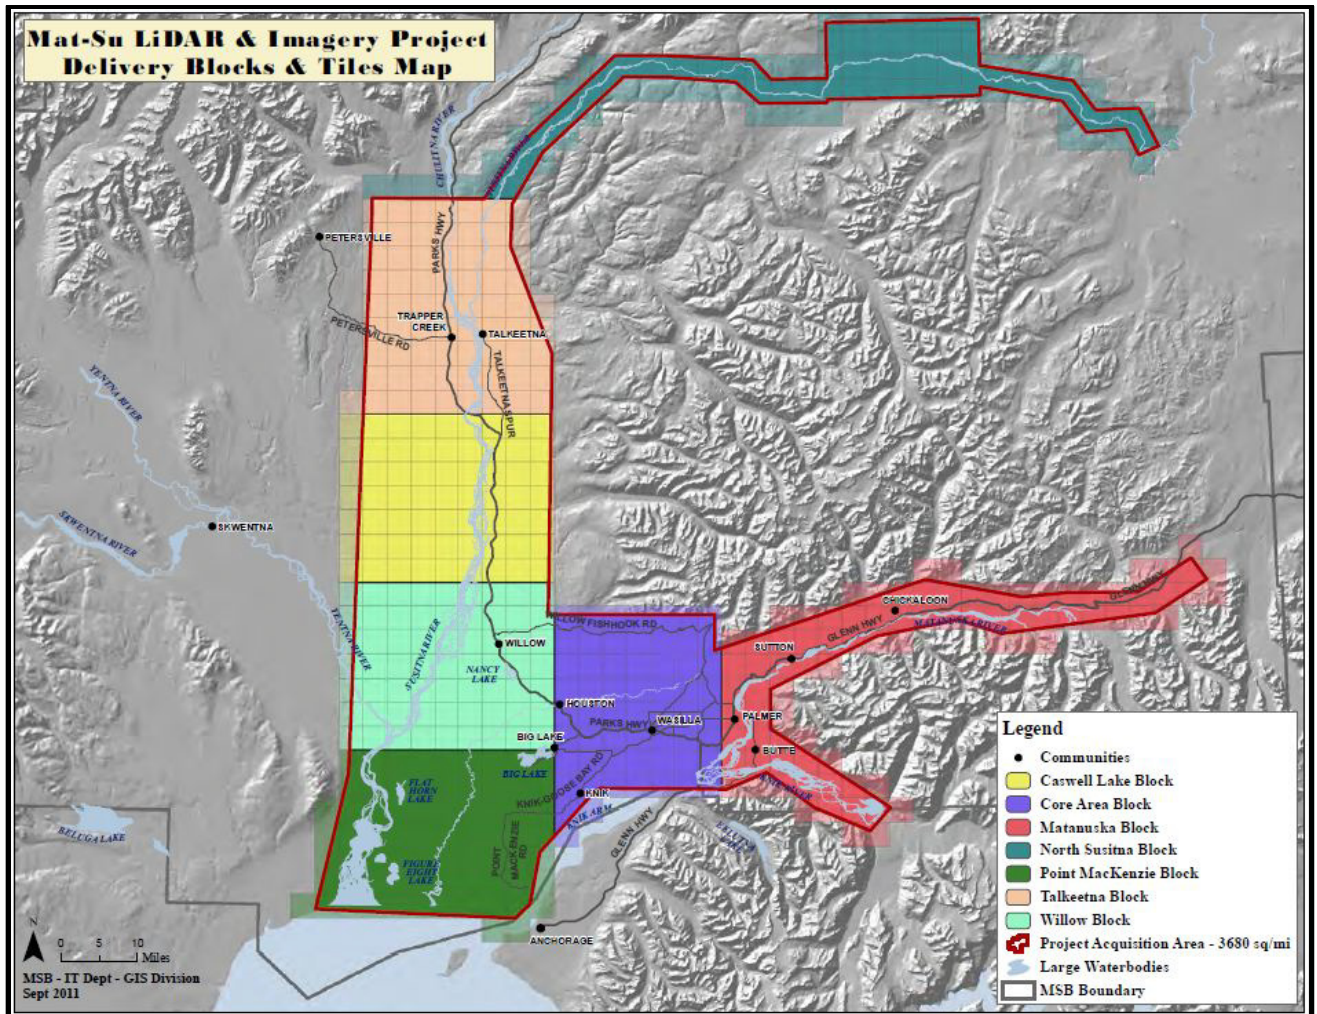 Mat-Su LiDAR & Imagery Project
Delivery Blocks & Tiles Map
CHULITNA RIVER
PARKS HWY
PETERSVILLE
TRAPPER
CREEK
PETERSVILLE RD
TALKEETNA
TALKEETNA SPUR
YENTNA RIVER
SKWENTNA
SKWENTNA RIVER
YENTNA RIVER
SUSITNA RIVER
WILLOW FISHHOOK RD
WILLOW
NANCY
LAKE
CHICKALOON
GLENN HWY
GLENN HWY
MATANUSKA RIVER
SUTTON
HOUSTON
PARKS HWY
WASILLA
PALMER
BIG LAKE
BIG LAKE
BUTTE
KNIK RIVER
KNIK-GOOSE BAY RD
KNIK
KNIK ARM
GLENN HWY
FLAT
HORN
LAKE
BELUGA LAKE
POINT
MACKENZIE
RD
FIGURE
EIGHT
LAKE
EKLUTNA
LAKE
ANCHORAGE
N
0 5 10
Miles
MSB - IT Dept - GIS Division
Sept 2011
Legend
Communities
Caswell Lake Block
Core Area Block
Matanuska Block
North Susitna Block
Point MacKenzie Block
Talkeetna Block
Willow Block
Project Acquisition Area - 3680 sq/mi
Large Waterbodies
MSB Boundary